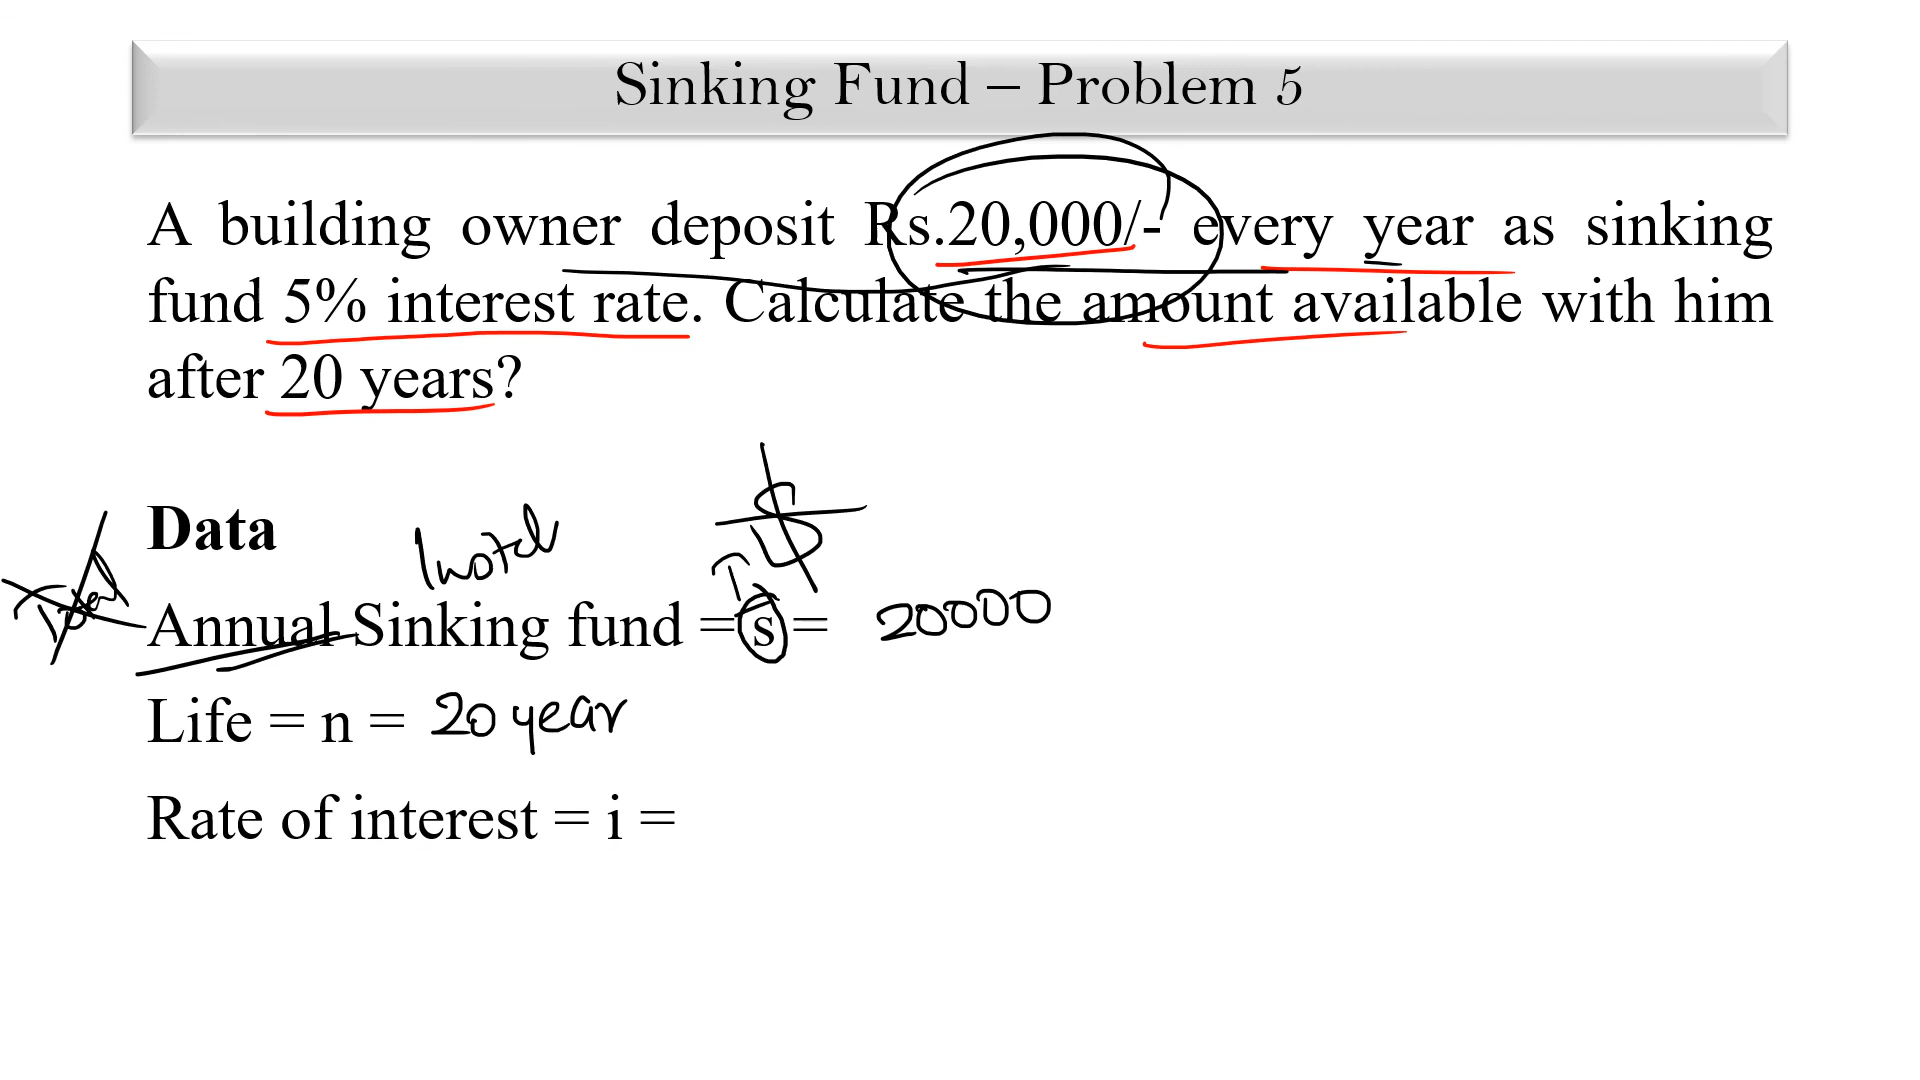 Sinking Fund – Problem 5
A building owner deposit Rs.20,000/- every year as sinking
fund 5% interest rate. Calculate the amount available with him
after 20 years?
Data
Annual Sinking fund = s = 20000
Life = n = 20 year
Rate of interest = i =